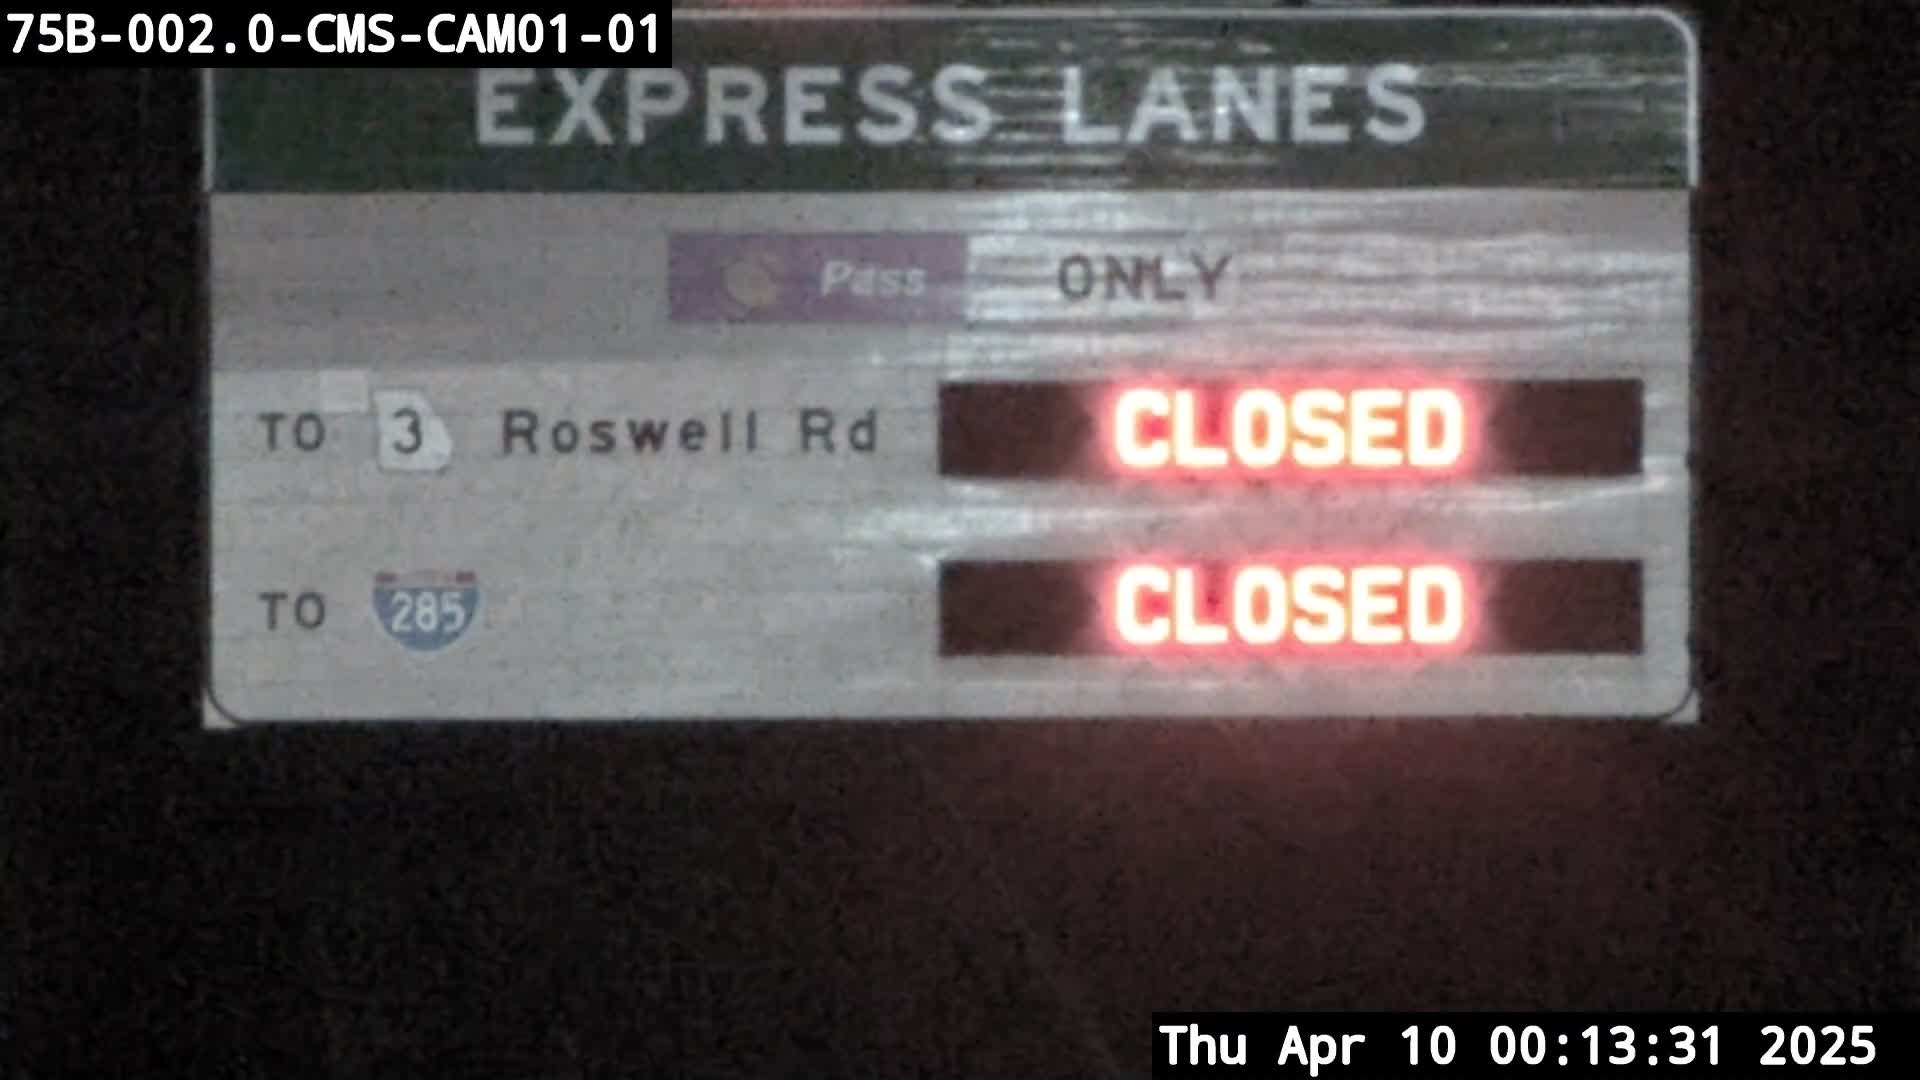 75B-002.0-CMS-CAM01-01
EXPRESS LANES
Pass ONLY
TO 3 Roswell Rd CLOSED
TO 285 CLOSED
Thu Apr 10 00:13:31 2025